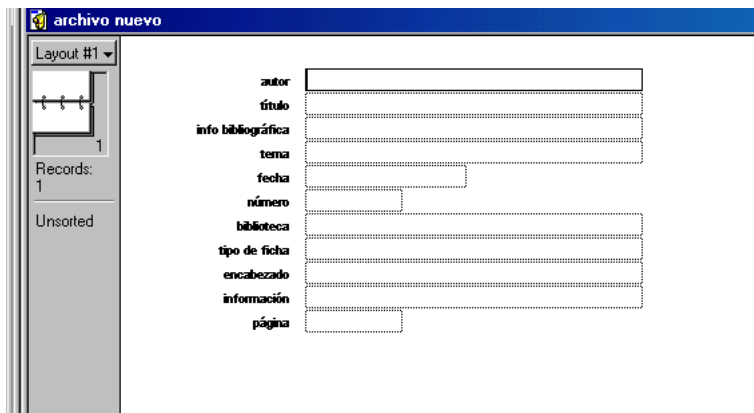 archivo nuevo
Layout #1
1
Records:
1
Unsorted
autor
título
info bibliográfica
tema
fecha
número
biblioteca
tipo de ficha
encabezado
información
página